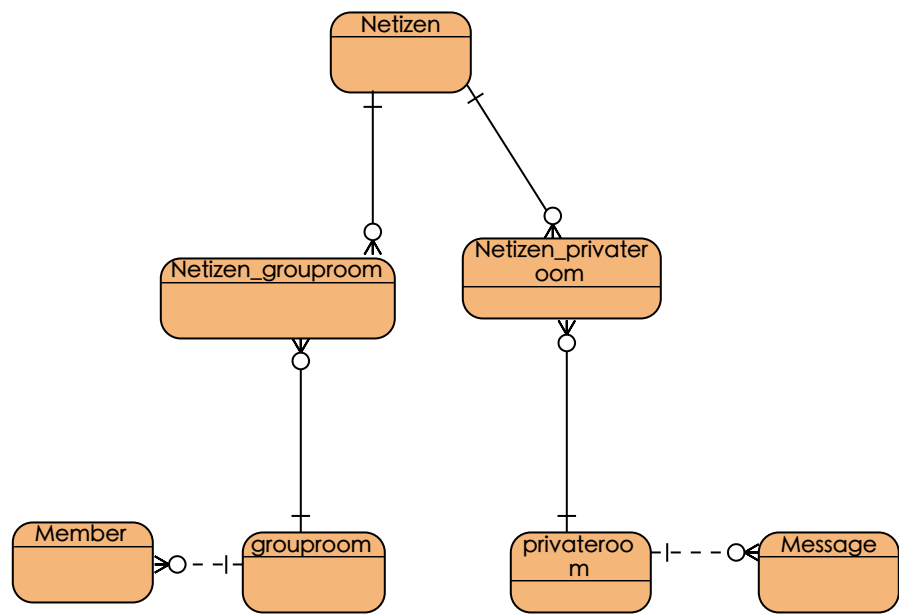 Netizen
Netizen_grouproom
Netizen_privater
oom
Member
grouproom
privateroo
m
Message